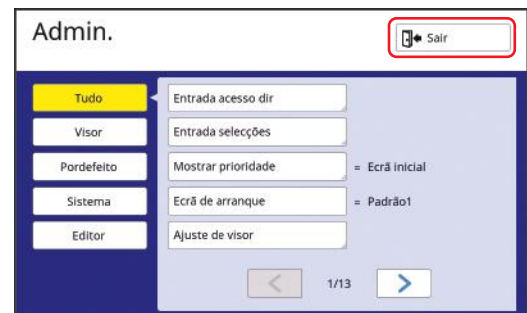 Admin.
Sair
Tudo
Entrada acesso dir
Visor
Entrada selecções
Pordefeito
Mostrar prioridade = Ecrã inicial
Sistema
Ecrã de arranque = Padrão1
Editor
Ajuste de visor
1/13